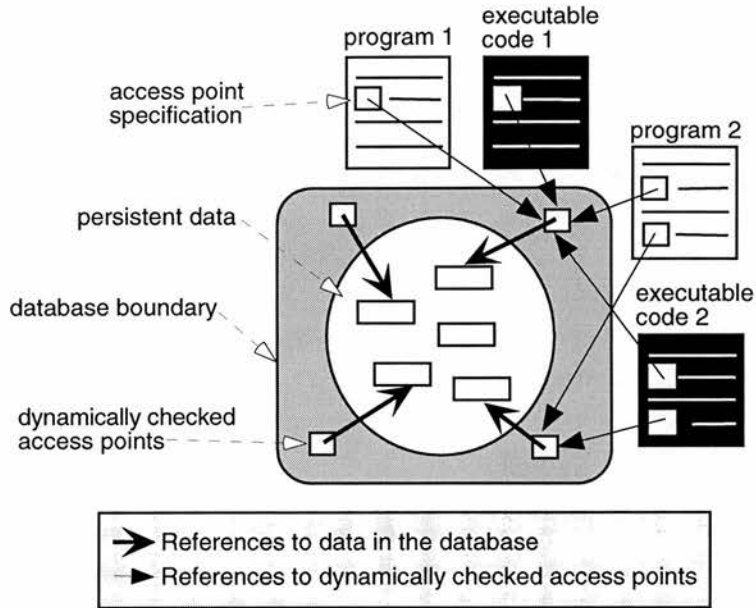 executable
code 1
program 1
access point
specification
program 2
persistent data
database boundary
executable
code 2
dynamically checked
access points
References to data in the database
References to dynamically checked access points